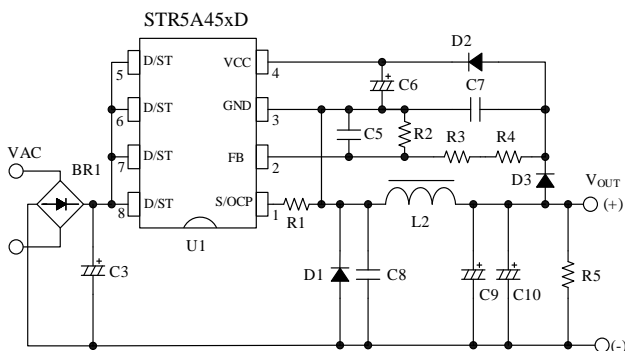 STR5A45xD
D/ST
5
VCC
4
D2
C6
C7
D/ST
6
GND
3
C5
R2
R3
R4
D/ST
7
FB
2
VAC
BR1
D3
VOUT
(+)
D/ST
8
S/OCP
1
R1
L2
U1
C3
D1
C8
C9
C10
R5
(-)